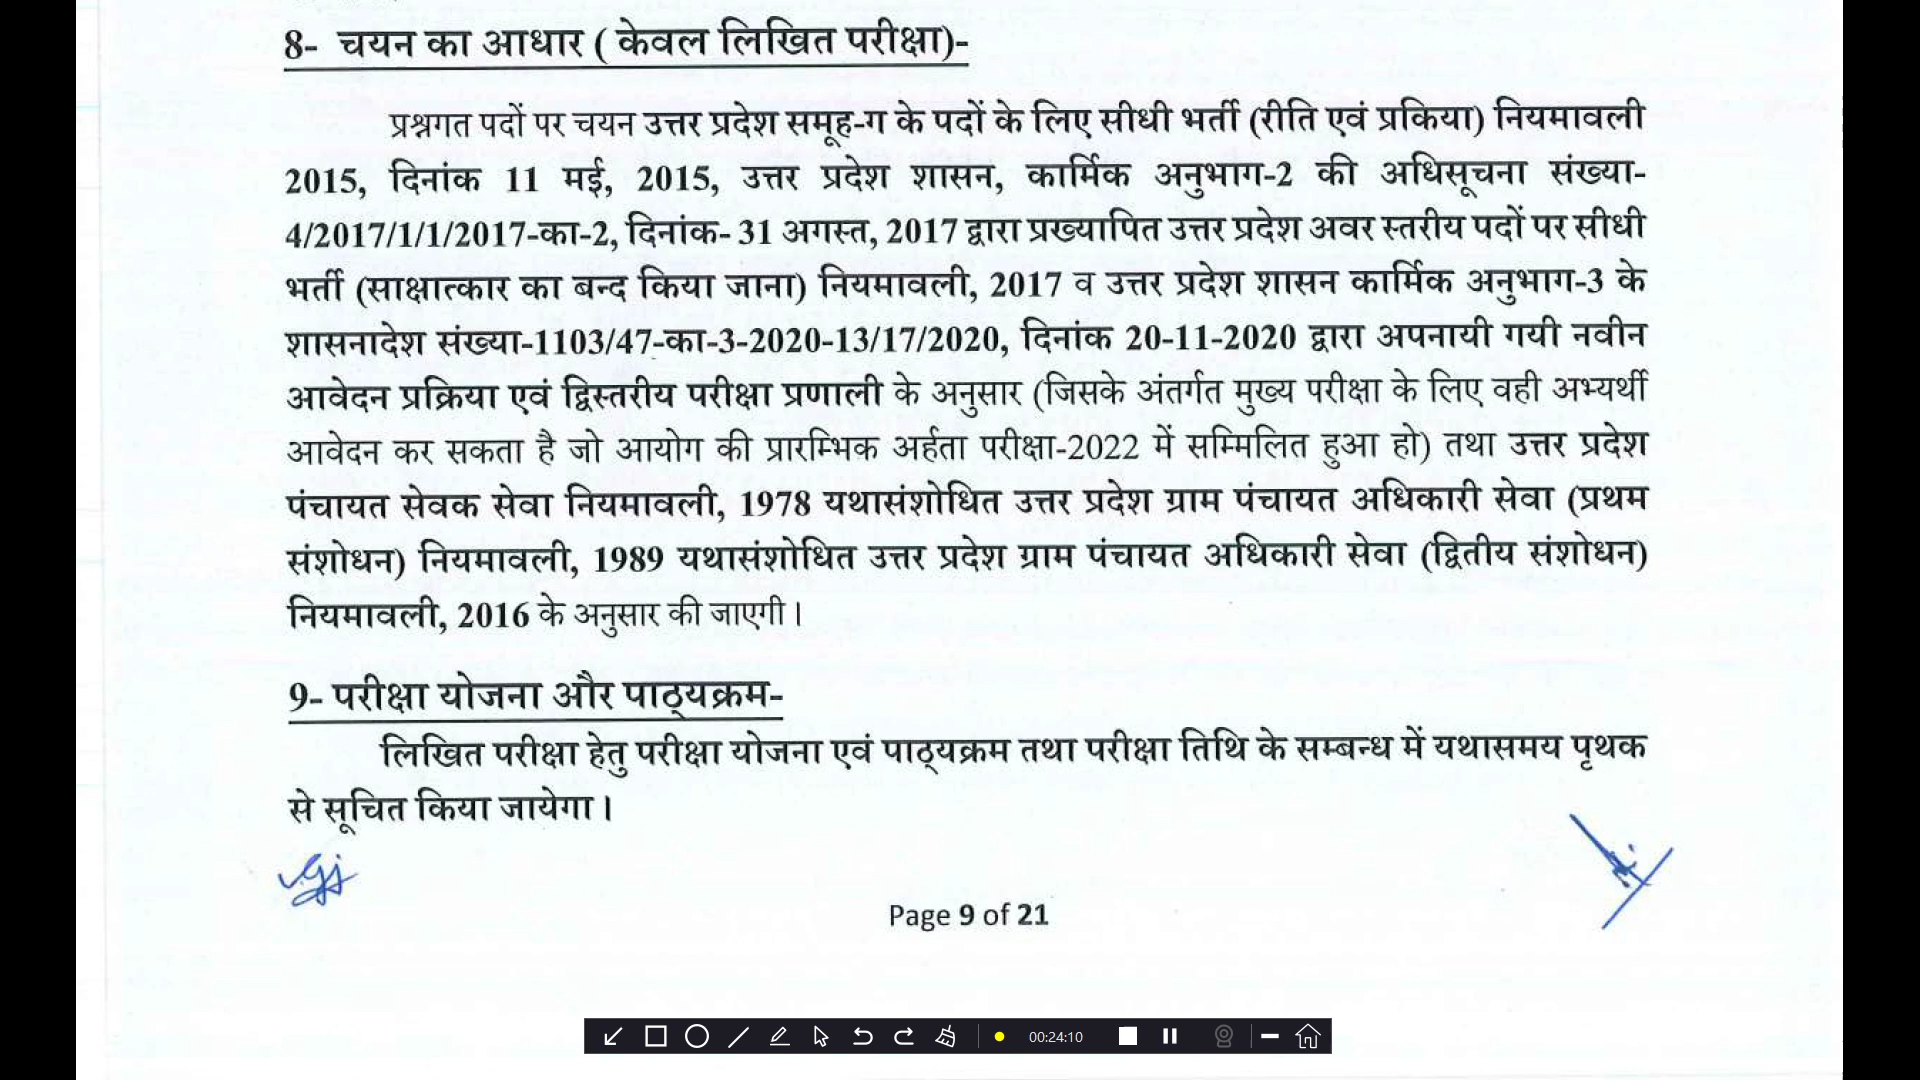 8- चयन का आधार ( केवल लिखित परीक्षा)-
प्रश्नगत पदों पर चयन उत्तर प्रदेश समूह-ग के पदों के लिए सीधी भर्ती (रीति एवं प्रकिया) नियमावली
2015, दिनांक 11 मई, 2015, उत्तर प्रदेश शासन, कार्मिक अनुभाग-2 की अधिसूचना संख्या-
4/2017/1/1/2017-का-2, दिनांक- 31 अगस्त, 2017 द्वारा प्रख्यापित उत्तर प्रदेश अवर स्तरीय पदों पर सीधी
भर्ती (साक्षात्कार का बन्द किया जाना) नियमावली, 2017 व उत्तर प्रदेश शासन कार्मिक अनुभाग-3 के
शासनादेश संख्या-1103/47-का-3-2020-13/17/2020, दिनांक 20-11-2020 द्वारा अपनायी गयी नवीन
आवेदन प्रक्रिया एवं द्विस्तरीय परीक्षा प्रणाली के अनुसार (जिसके अंतर्गत मुख्य परीक्षा के लिए वही अभ्यर्थी
आवेदन कर सकता है जो आयोग की प्रारम्भिक अर्हता परीक्षा-2022 में सम्मिलित हुआ हो) तथा उत्तर प्रदेश
पंचायत सेवक सेवा नियमावली, 1978 यथासंशोधित उत्तर प्रदेश ग्राम पंचायत अधिकारी सेवा (प्रथम
संशोधन) नियमावली, 1989 यथासंशोधित उत्तर प्रदेश ग्राम पंचायत अधिकारी सेवा (द्वितीय संशोधन)
नियमावली, 2016 के अनुसार की जाएगी।
9- परीक्षा योजना और पाठ्यक्रम-
लिखित परीक्षा हेतु परीक्षा योजना एवं पाठ्यक्रम तथा परीक्षा तिथि के सम्बन्ध में यथासमय पृथक
से सूचित किया जायेगा।
Page 9 of 21
00:24:10